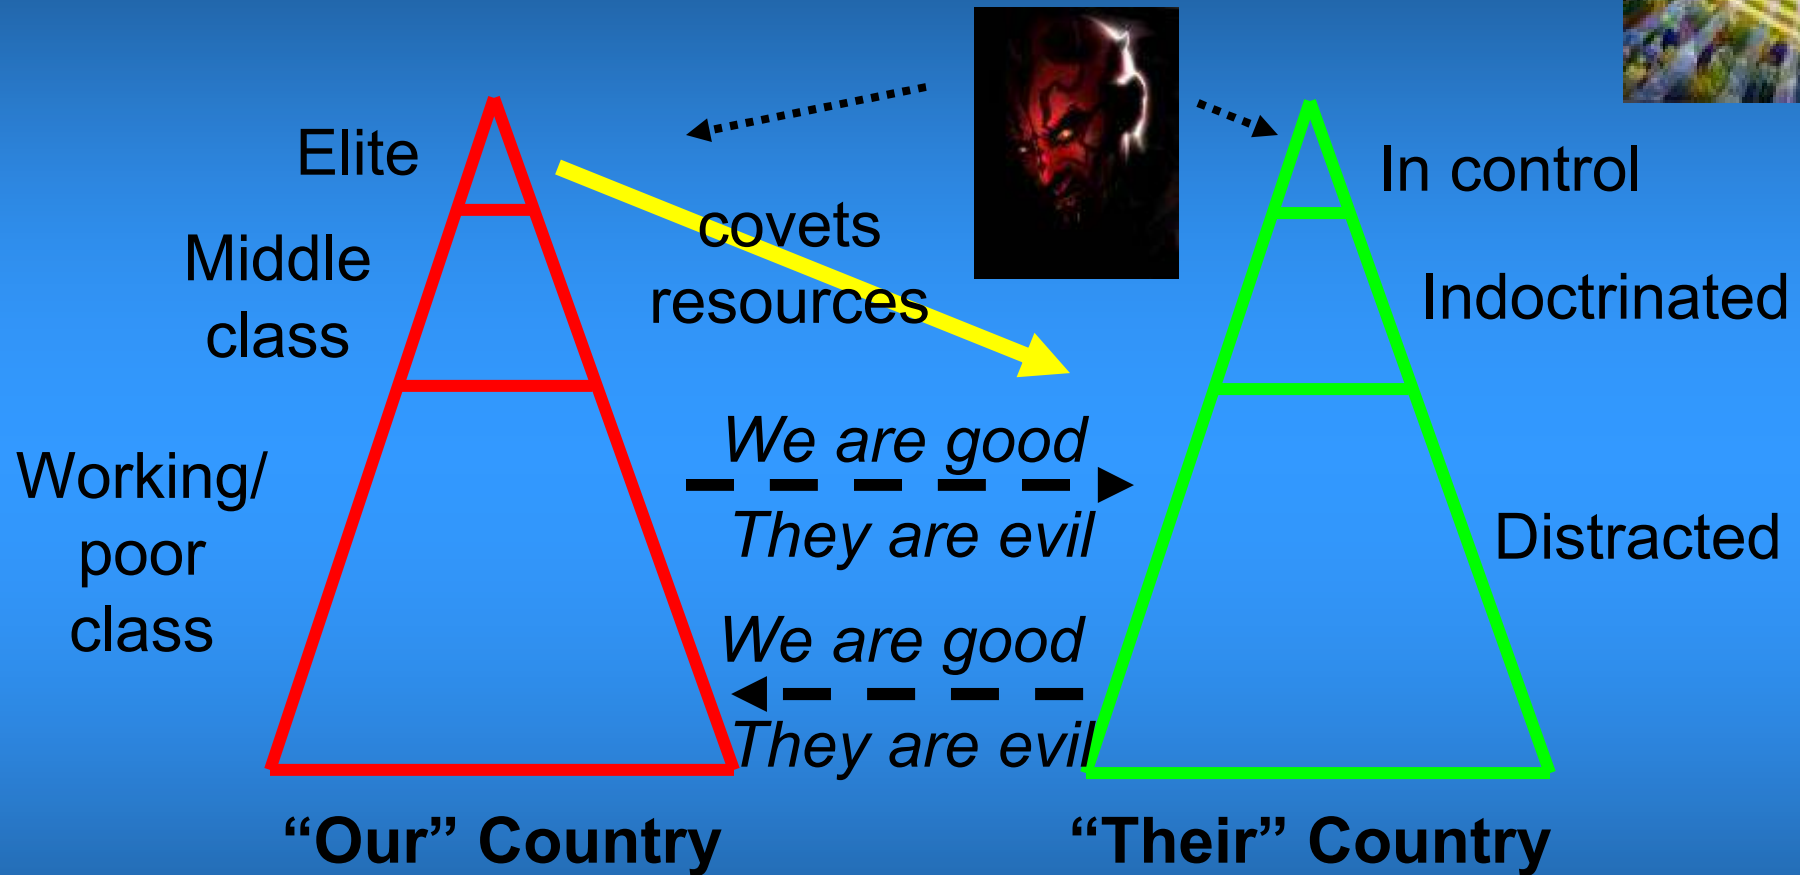 Elite
Middle
class
Working/
poor
class
covets
resources
We are good
They are evil
We are good
They are evil
In control
Indoctrinated
Distracted
“Our” Country
“Their” Country